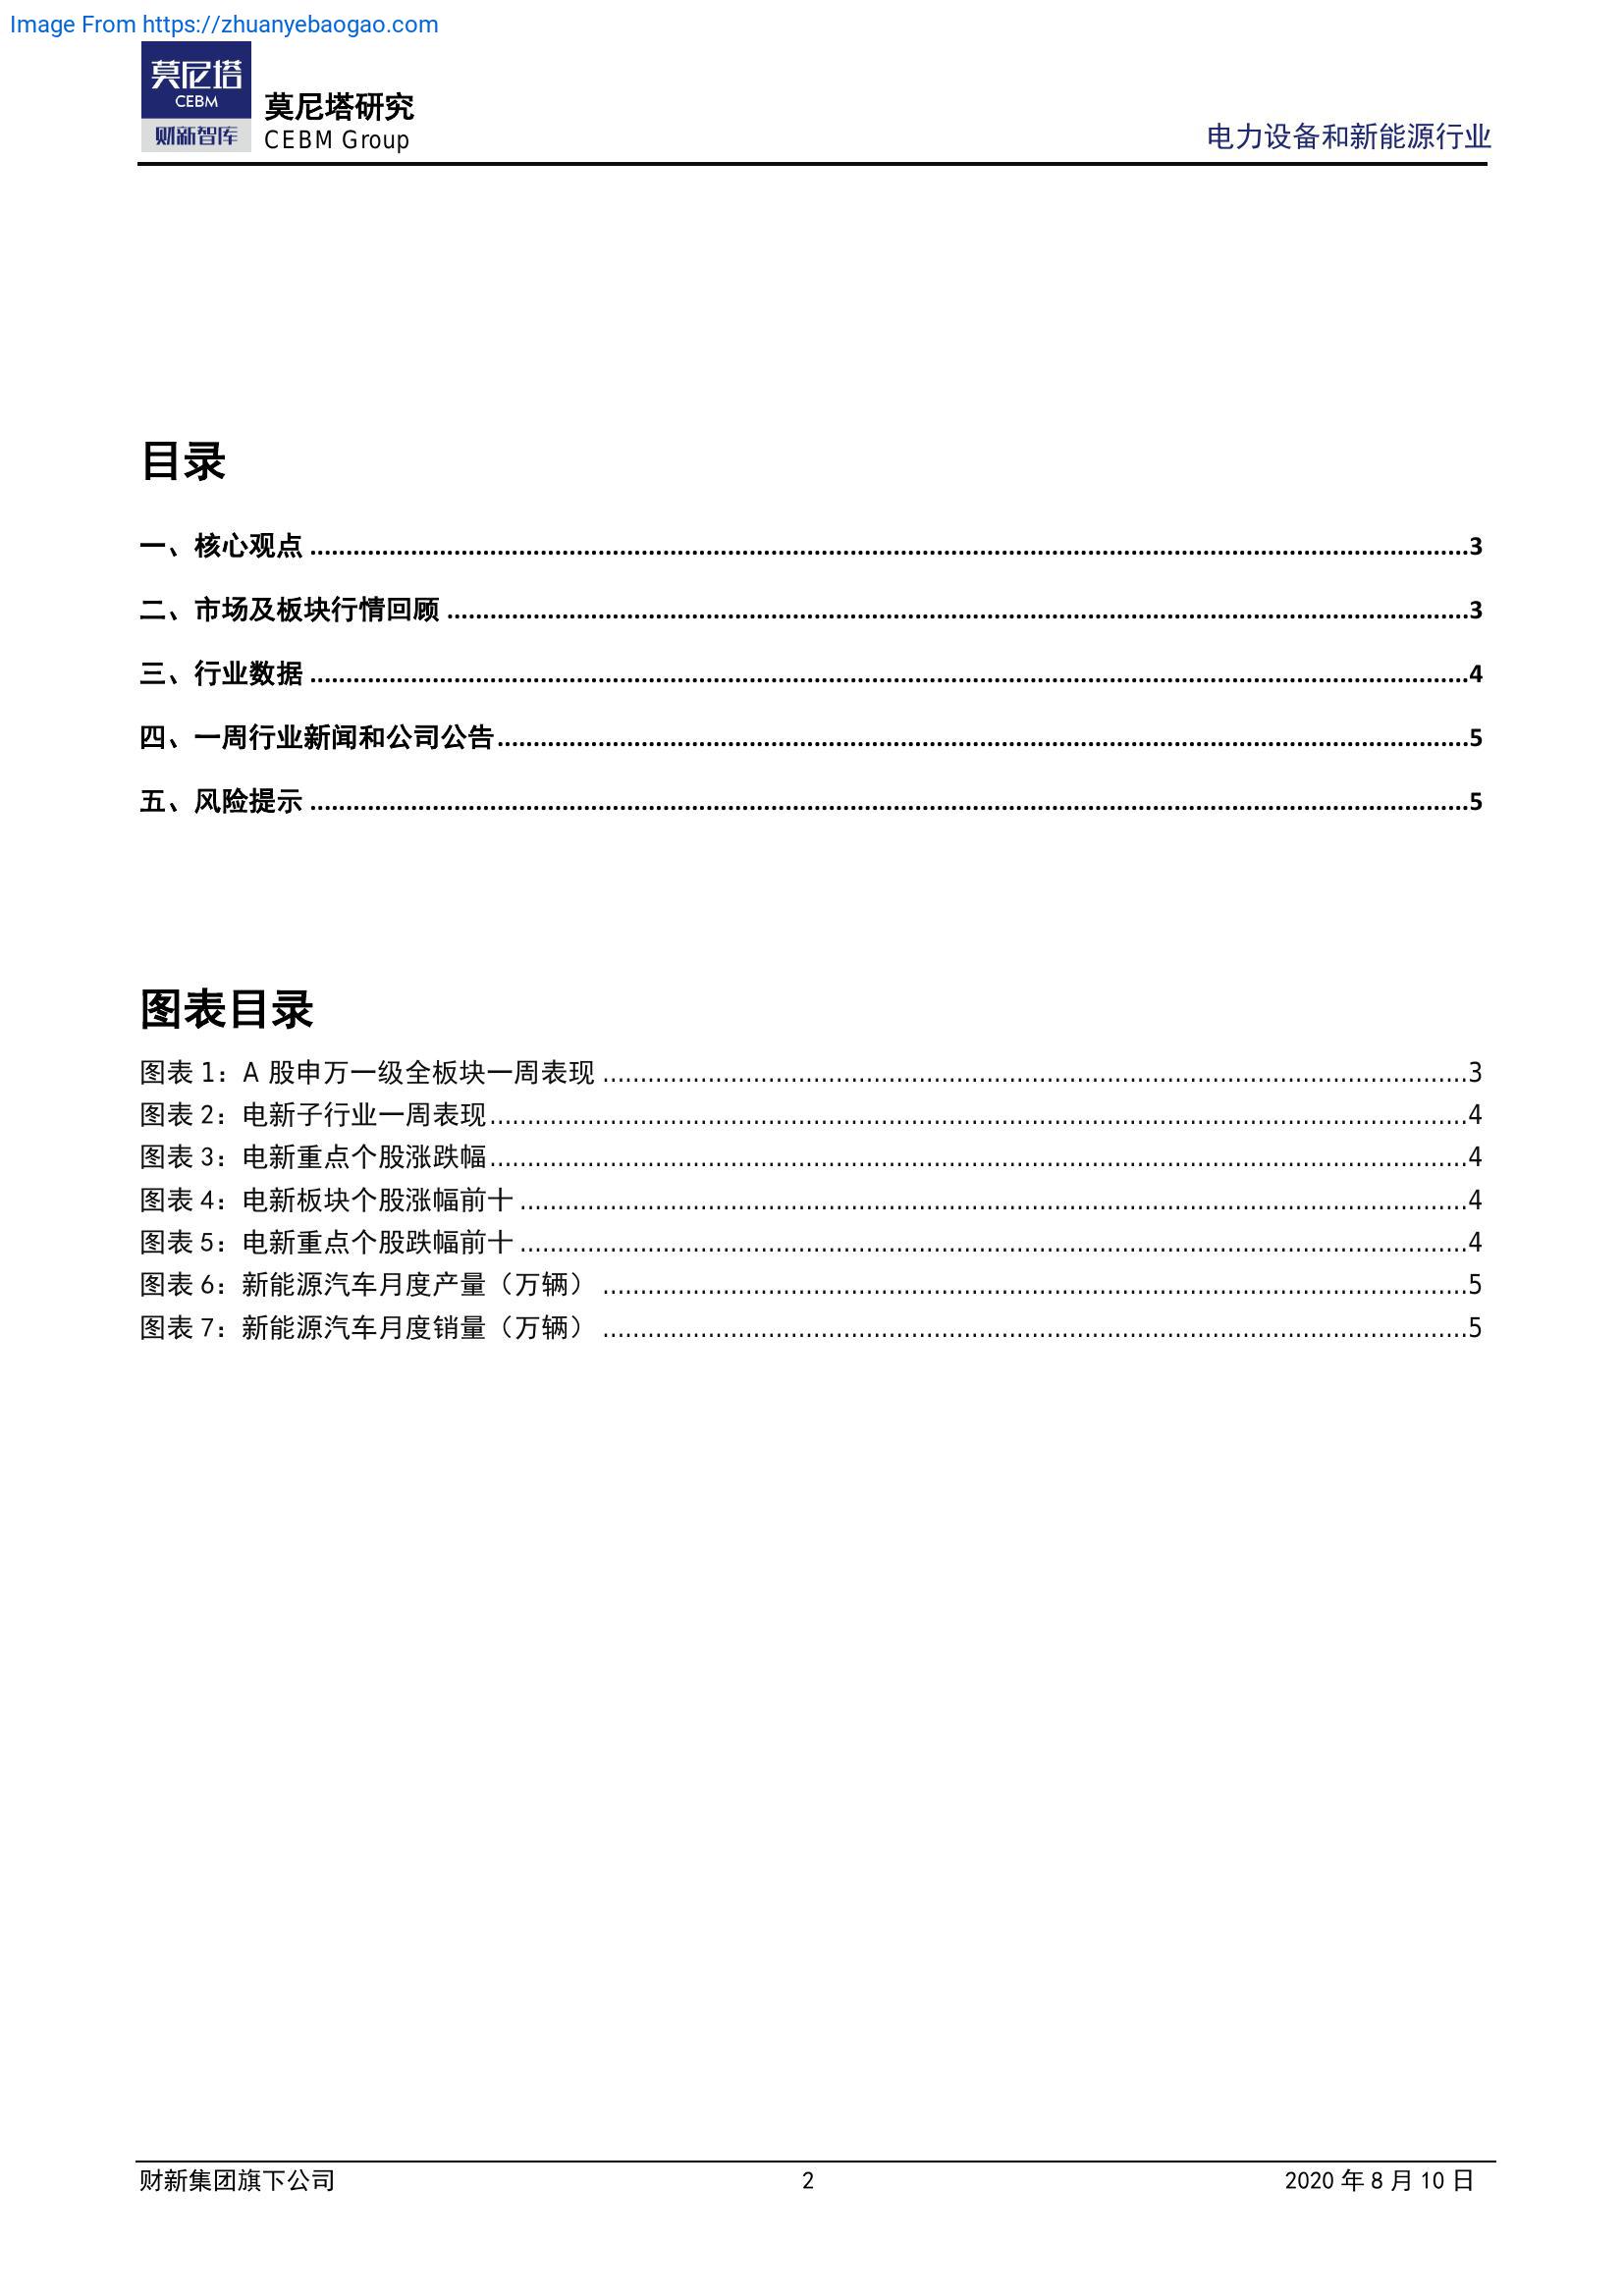 Image From https://zhuanyebaogao.com
莫尼塔
CEBM
财新智库
莫尼塔研究
CEBM Group
电力设备和新能源行业
目录
一、核心观点 ........................................................ 3
二、市场及板块行情回顾 ........................................................ 3
三、行业数据 ........................................................ 4
四、一周行业新闻和公司公告 ........................................................ 5
五、风险提示 ........................................................ 5
图表目录
图表 1：A 股申万一级全板块一周表现 ........................................................ 3
图表 2：电新子行业一周表现 ........................................................ 4
图表 3：电新重点个股涨跌幅 ........................................................ 4
图表 4：电新板块个股涨幅前十 ........................................................ 4
图表 5：电新重点个股跌幅前十 ........................................................ 4
图表 6：新能源汽车月度产量（万辆） ........................................................ 5
图表 7：新能源汽车月度销量（万辆） ........................................................ 5
财新集团旗下公司
2
2020 年 8 月 10 日